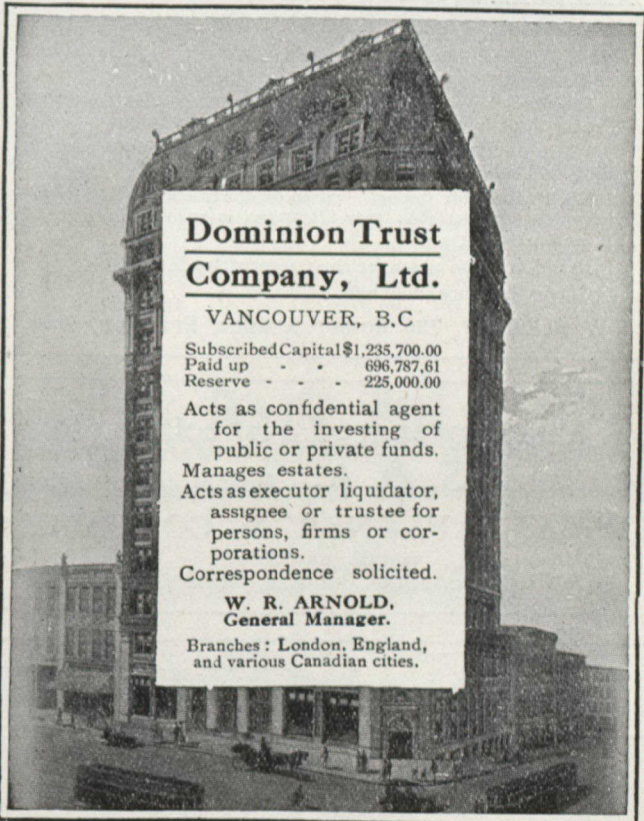 Dominion Trust
Company, Ltd.
VANCOUVER, B.C
Subscribed Capital $1,235,700.00
Paid up - - 696,787,61
Reserve - - - 225,000.00
Acts as confidential agent
for the investing of
public or private funds.
Manages estates.
Acts as executor liquidator,
assignee or trustee for
persons, firms or cor-
porations.
Correspondence solicited.
W. R. ARNOLD,
General Manager.
Branches : London, England,
and various Canadian cities.